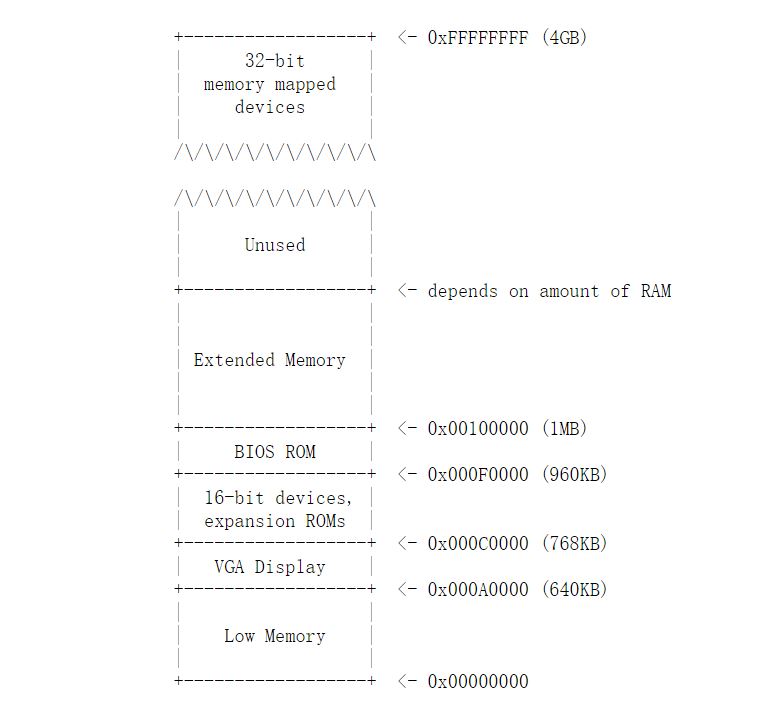 +------------------+  <- 0xFFFFFFFF (4GB)
|      32-bit      |
|  memory mapped   |
|     devices      |
|                  |
/\/\/\/\/\/\/\/\/\/\
/\/\/\/\/\/\/\/\/\/\
|                  |
|      Unused      |
|                  |
+------------------+  <- depends on amount of RAM
|                  |
|                  |
| Extended Memory  |
|                  |
|                  |
+------------------+  <- 0x00100000 (1MB)
|     BIOS ROM     |
+------------------+  <- 0x000F0000 (960KB)
|  16-bit devices, |
|  expansion ROMs  |
+------------------+  <- 0x000C0000 (768KB)
|   VGA Display    |
+------------------+  <- 0x000A0000 (640KB)
|                  |
|    Low Memory    |
|                  |
+------------------+  <- 0x00000000